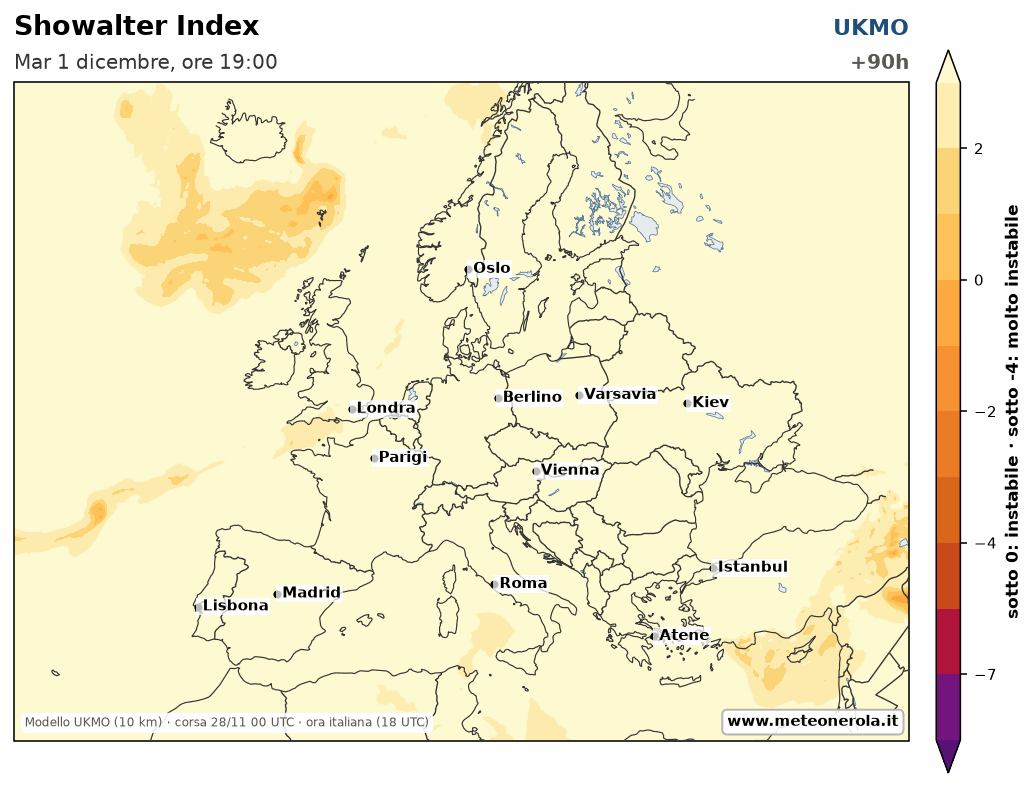 Showalter Index
UKMO
Mar 1 dicembre, ore 19:00
+90h
Oslo
Berlino
Varsavia
Kiev
Londra
Parigi
Vienna
Istanbul
Roma
Madrid
Lisbona
Atene
Modello UKMO (10 km) · corsa 28/11 00 UTC · ora italiana (18 UTC)
www.meteonerola.it
2
0
−2
−4
−7
sotto 0: instabile · sotto -4: molto instabile